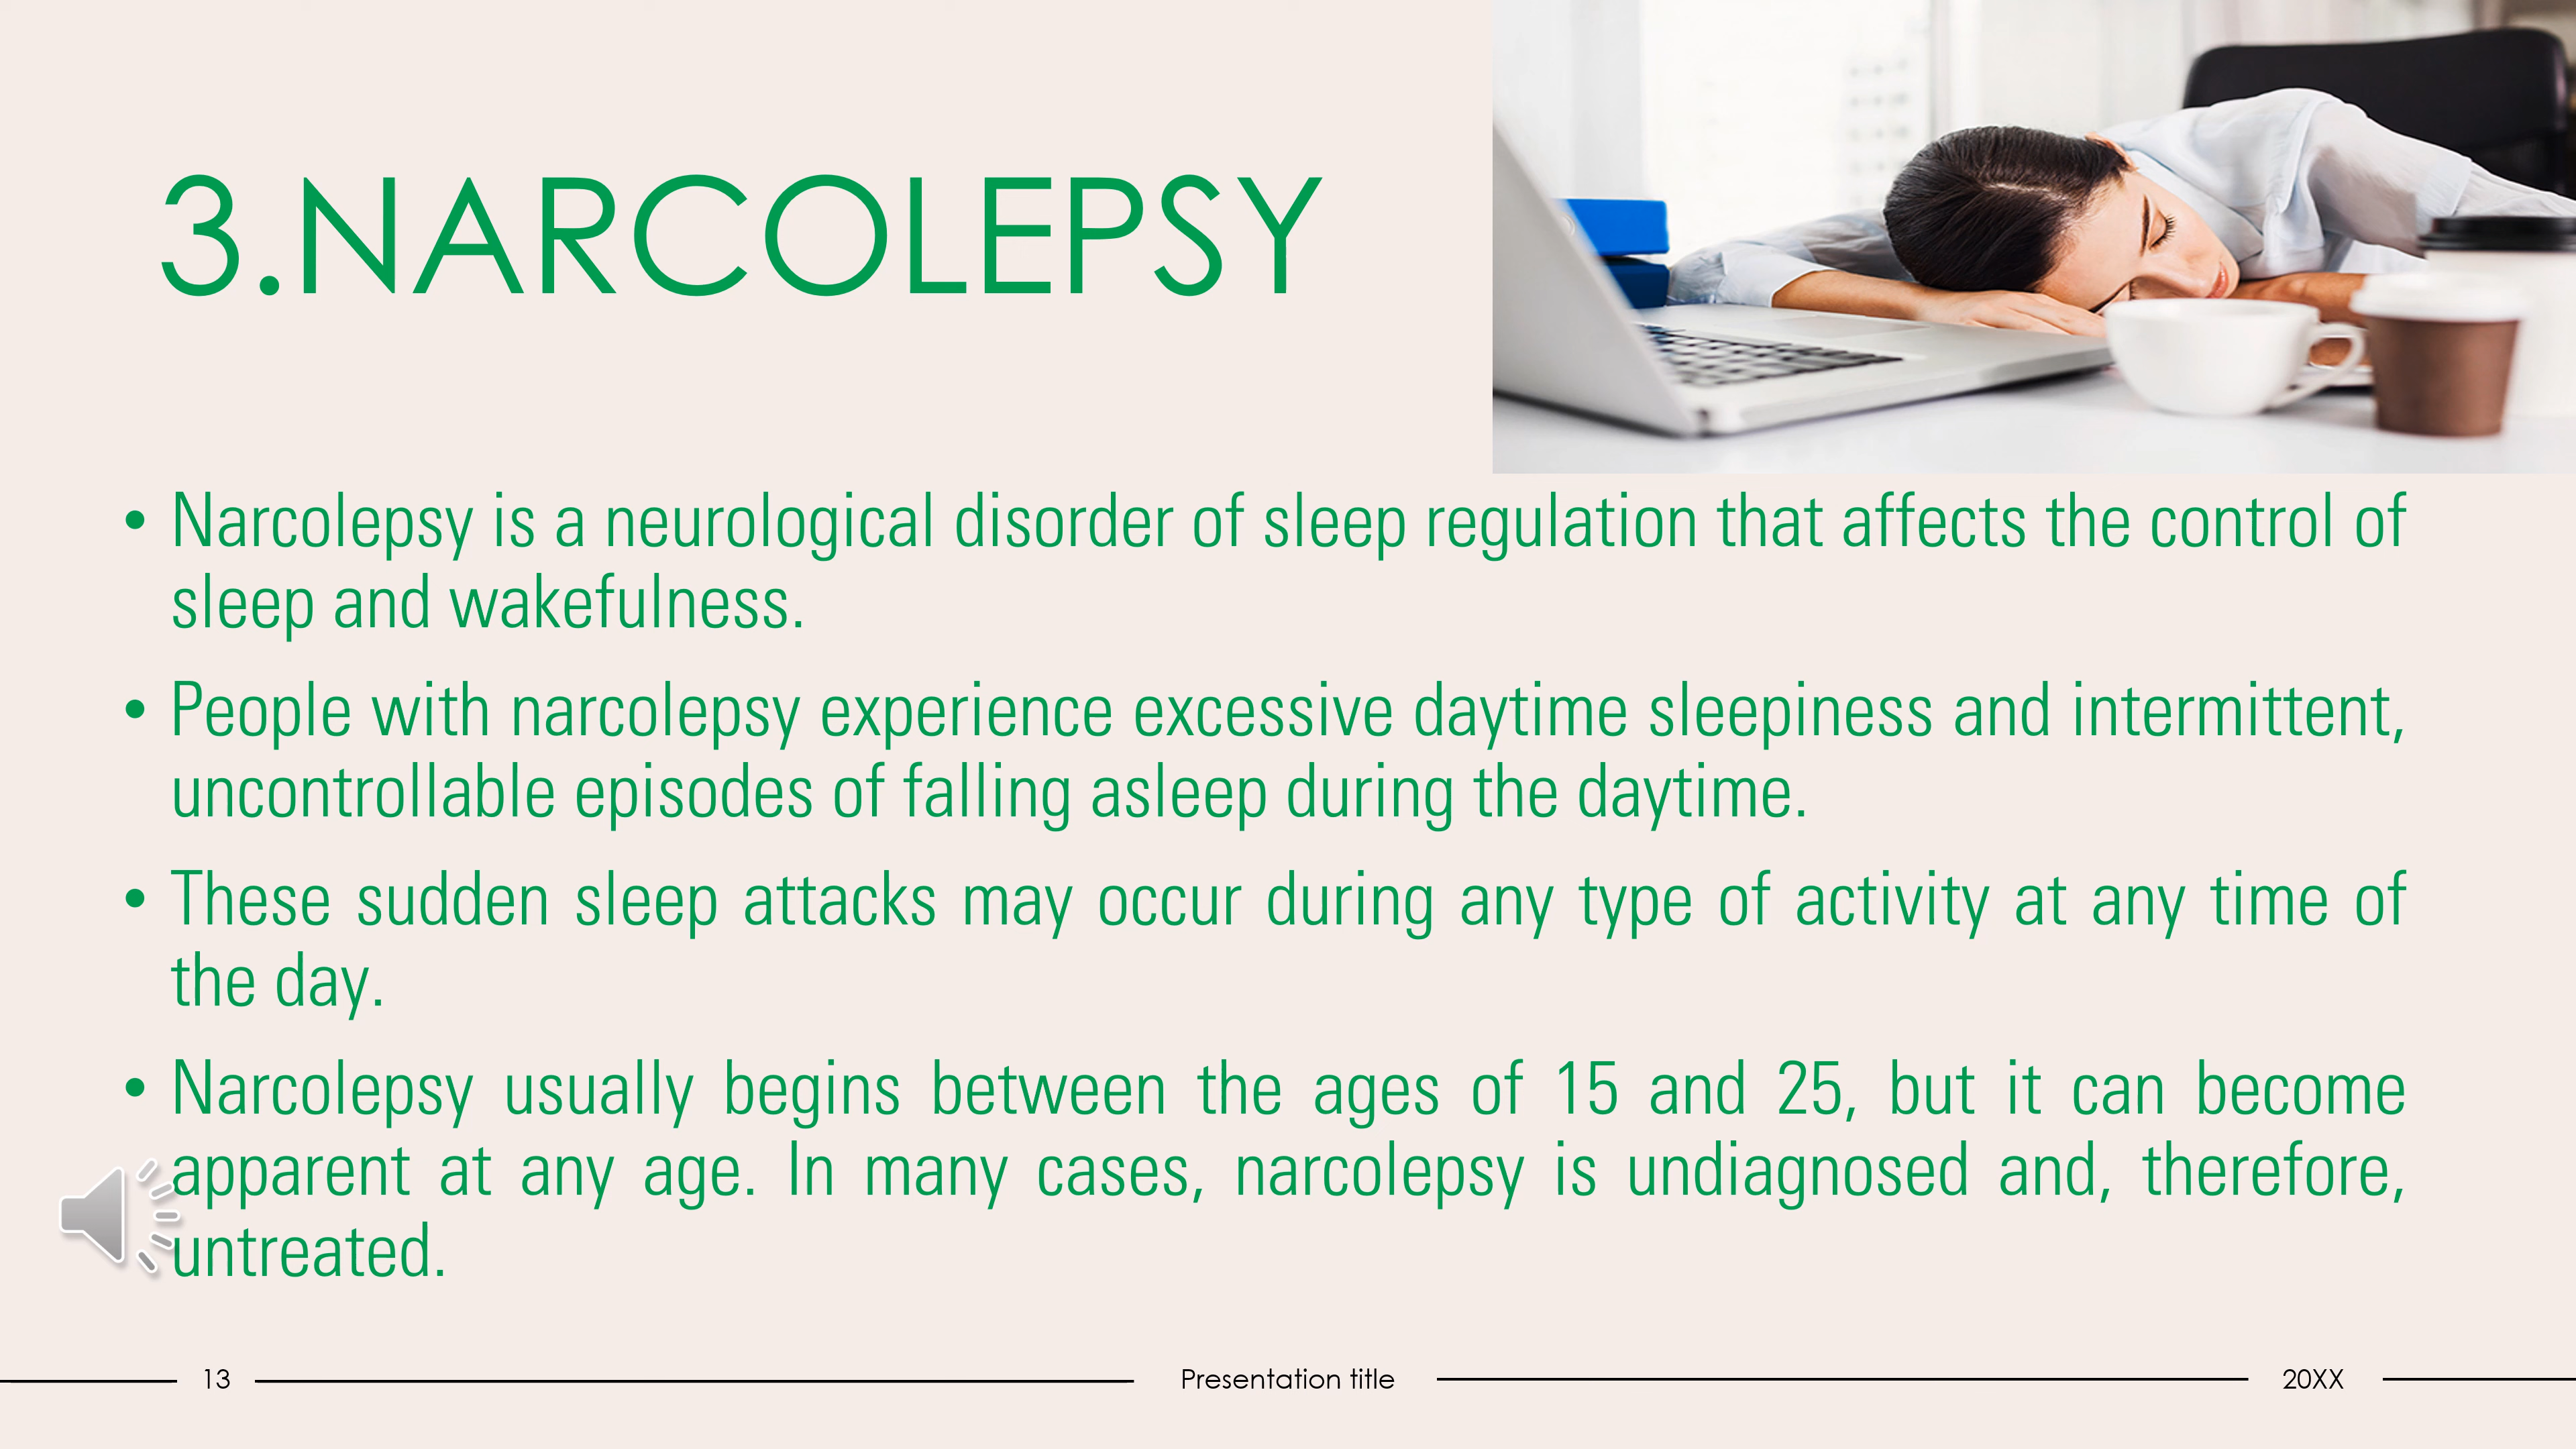 3.NARCOLEPSY
• Narcolepsy is a neurological disorder of sleep regulation that affects the control of
sleep and wakefulness.
• People with narcolepsy experience excessive daytime sleepiness and intermittent,
uncontrollable episodes of falling asleep during the daytime.
• These sudden sleep attacks may occur during any type of activity at any time of
the day.
• Narcolepsy usually begins between the ages of 15 and 25, but it can become
apparent at any age. In many cases, narcolepsy is undiagnosed and, therefore,
untreated.
13
Presentation title
20XX